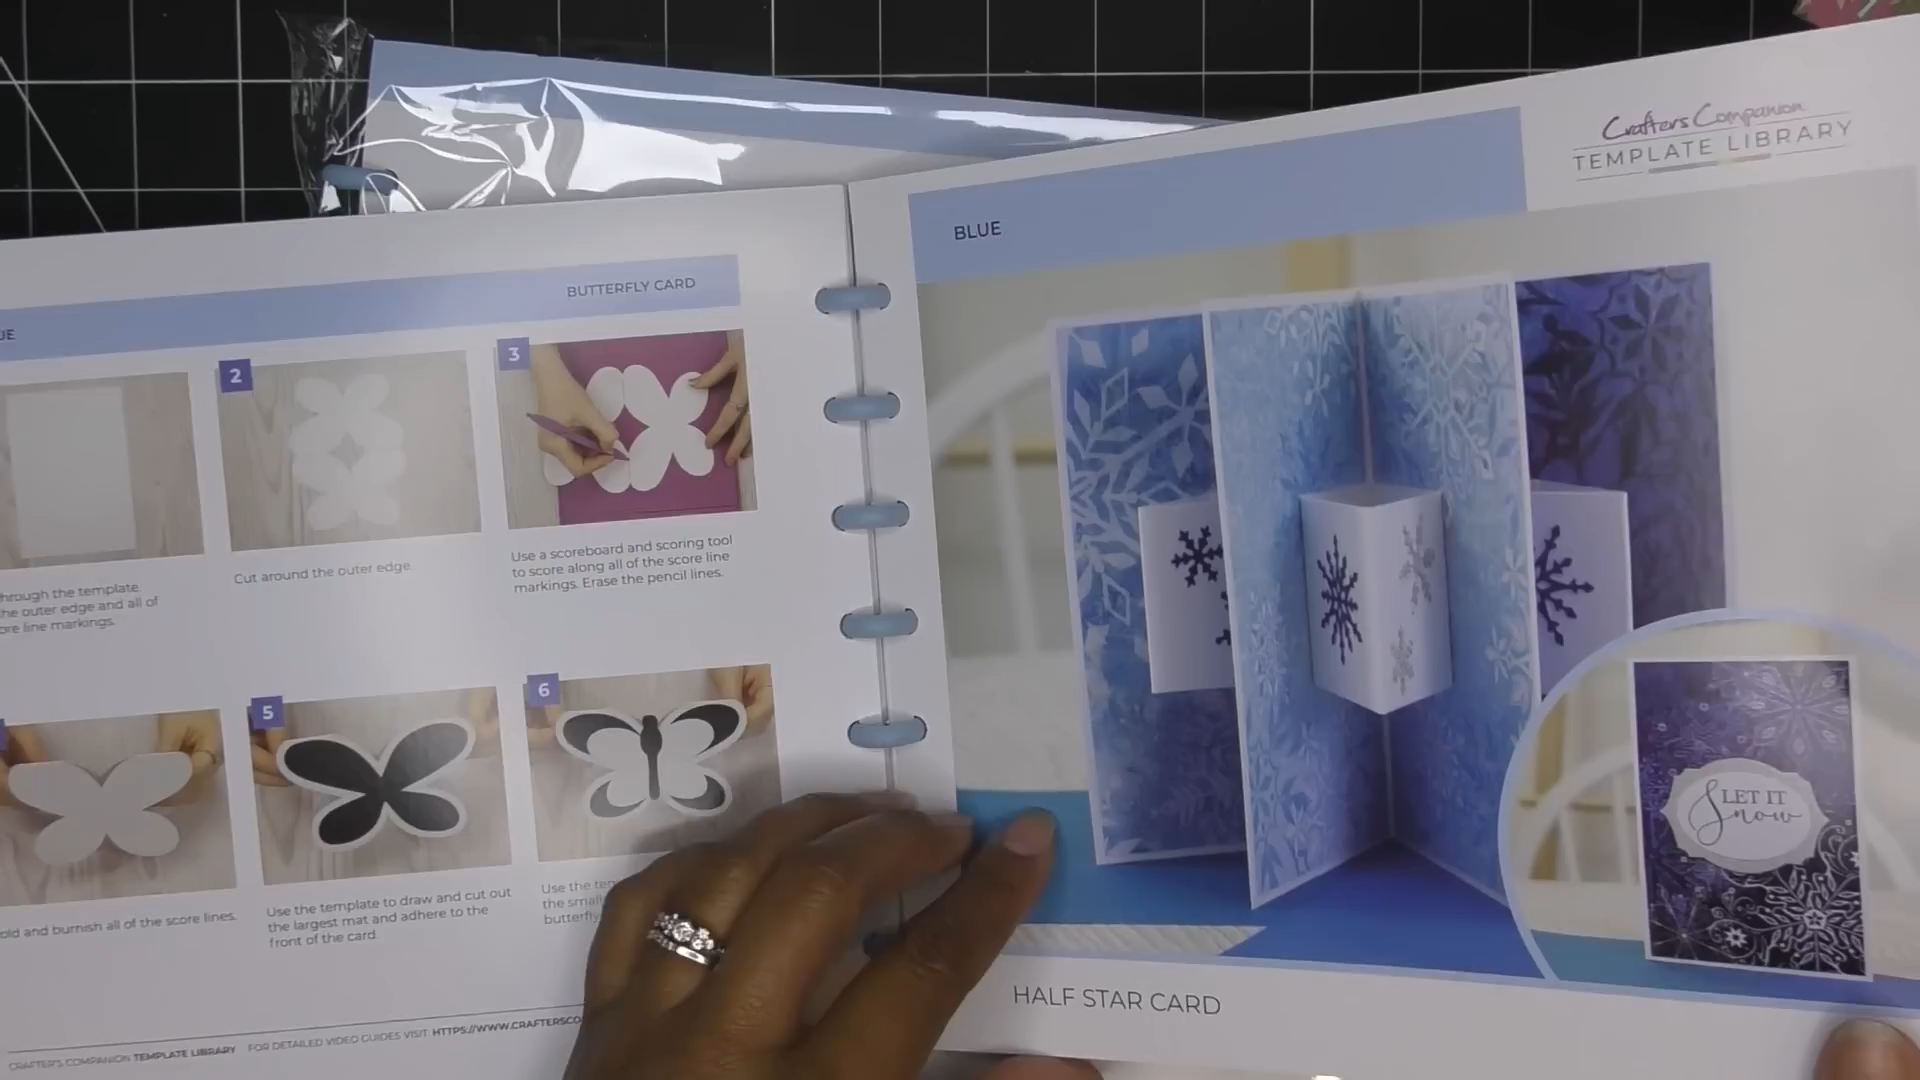 UE
BUTTERFLY CARD
2
3
hrough the template.
he outer edge and all of
ore line markings.
Cut around the outer edge.
Use a scoreboard and scoring tool
to score along all of the score line
markings. Erase the pencil lines.
5
6
old and burnish all of the score lines.
Use the template to draw and cut out
the largest mat and adhere to the
front of the card.
Use the
the small
butterfly
CRAFTER'S COMPANION TEMPLATE LIBRARY FOR DETAILED VIDEO GUIDES VISIT: HTTPS://WWW.CRAFTERSCO
Crafters Companion
TEMPLATE LIBRARY
BLUE
LET IT
Snow
HALF STAR CARD